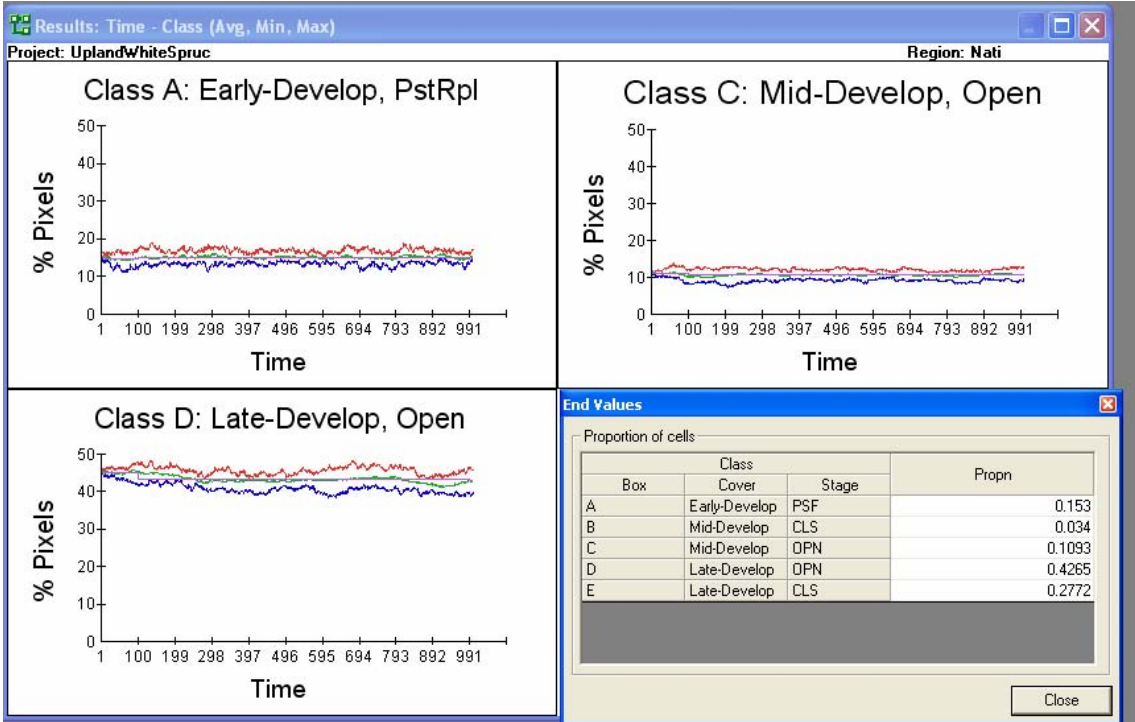 Results: Time - Class (Avg, Min, Max)
Project: UplandWhiteSpruc
Region: Nati
Class A: Early-Develop, PstRpl
50
40
30
20
10
0
% Pixels
1 100 199 298 397 496 595 694 793 892 991
Time
Class C: Mid-Develop, Open
50
40
30
20
10
0
% Pixels
1 100 199 298 397 496 595 694 793 892 991
Time
Class D: Late-Develop, Open
50
40
30
20
10
0
% Pixels
1 100 199 298 397 496 595 694 793 892 991
Time
End Values
Proportion of cells
Class Propn
Box Cover Stage
A Early-Develop PSF 0.153
B Mid-Develop CLS 0.034
C Mid-Develop OPN 0.1093
D Late-Develop OPN 0.4265
E Late-Develop CLS 0.2772
Close